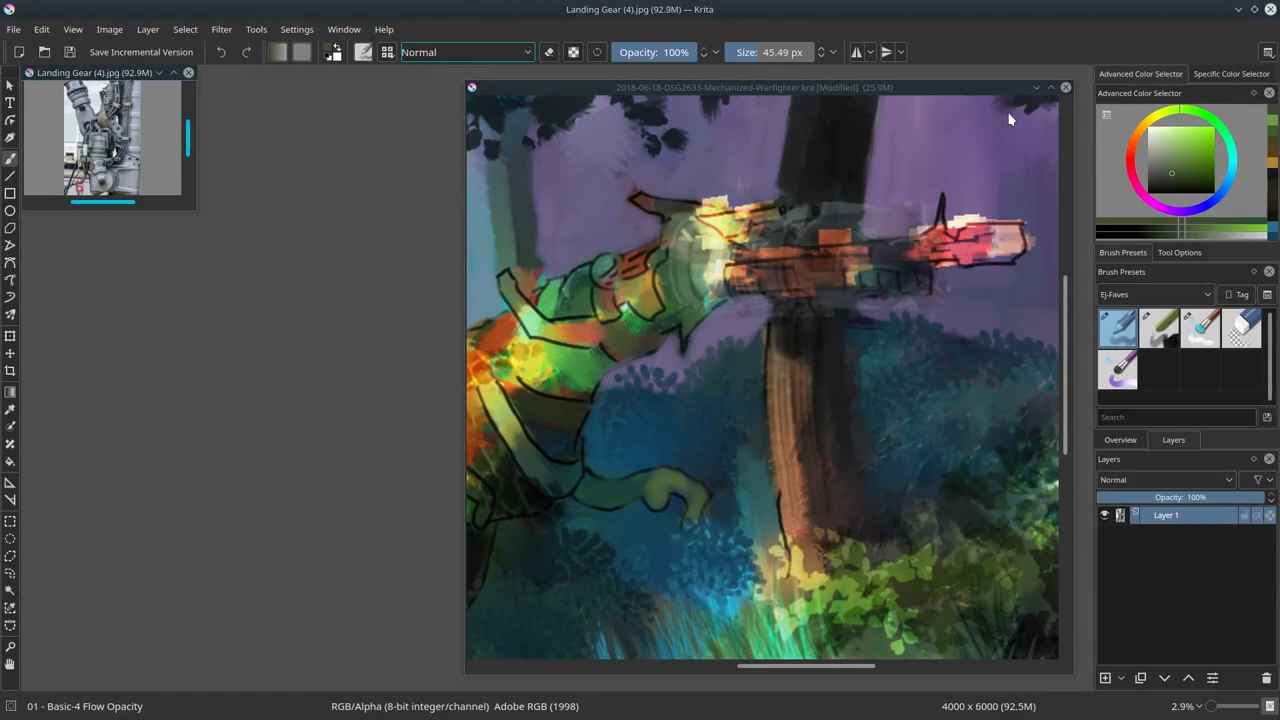 Landing Gear (4).jpg (92.9M) — Krita
File Edit View Image Layer Select Filter Tools Settings Window Help
Save Incremental Version
Normal
Opacity: 100%
Size: 45.49 px
Landing Gear (4).jpg (92.9M)
2018-06-18-DSG2633-Mechanized-Warfighter.kra [Modified] (25.9M)
Advanced Color Selector
Specific Color Selector
Advanced Color Selector
Brush Presets
Tool Options
Brush Presets
Ej-Faves
Tag
Search
Overview
Layers
Layers
Normal
Opacity: 100%
Layer 1
01 - Basic-4 Flow Opacity
RGB/Alpha (8-bit integer/channel) Adobe RGB (1998)
4000 x 6000 (92.5M)
2.9%